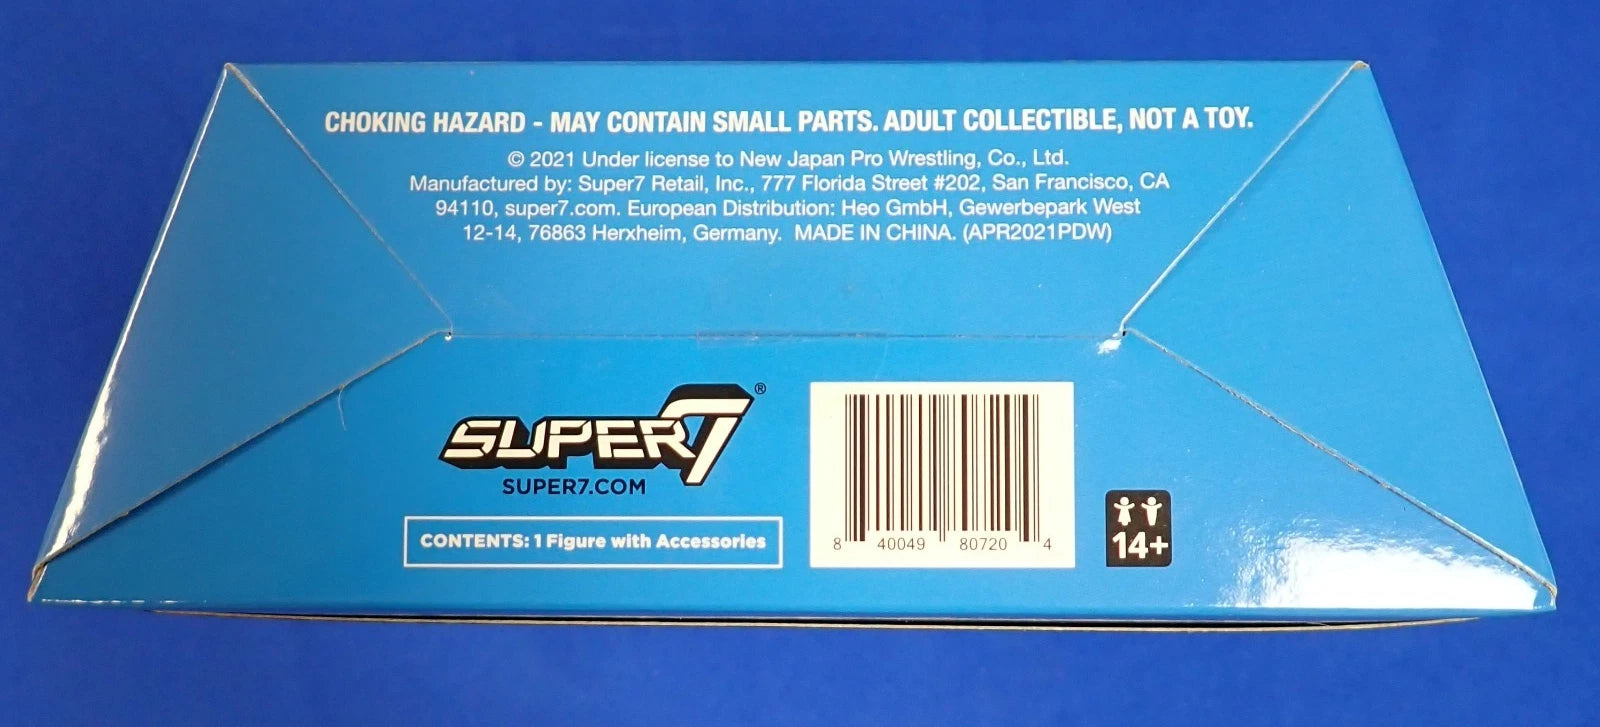 CHOKING HAZARD - MAY CONTAIN SMALL PARTS. ADULT COLLECTIBLE, NOT A TOY.
© 2021 Under license to New Japan Pro Wrestling, Co., Ltd.
Manufactured by: Super7 Retail, Inc., 777 Florida Street #202, San Francisco, CA
94110, super7.com. European Distribution: Heo GmbH, Gewerbepark West
12-14, 76863 Herxheim, Germany. MADE IN CHINA. (APR2021PDW)
SUPER7®
SUPER7.COM
CONTENTS: 1 Figure with Accessories
8 40049 80720 4
14+